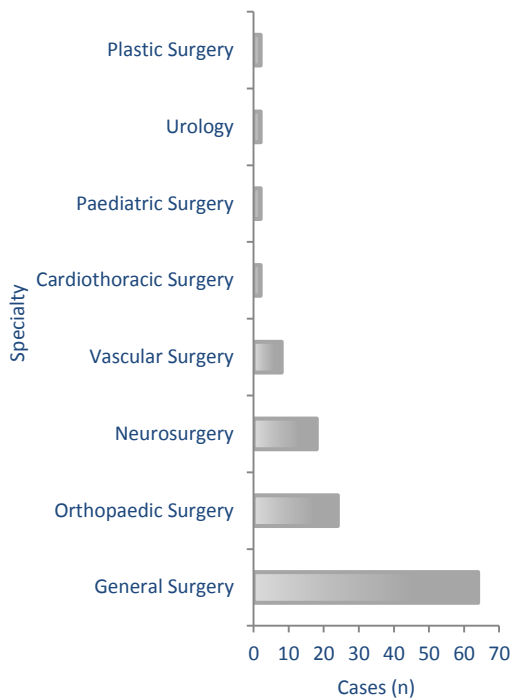 Plastic Surgery
Urology
Paediatric Surgery
Cardiothoracic Surgery
Specialty
Vascular Surgery
Neurosurgery
Orthopaedic Surgery
General Surgery
0 10 20 30 40 50 60 70
Cases (n)